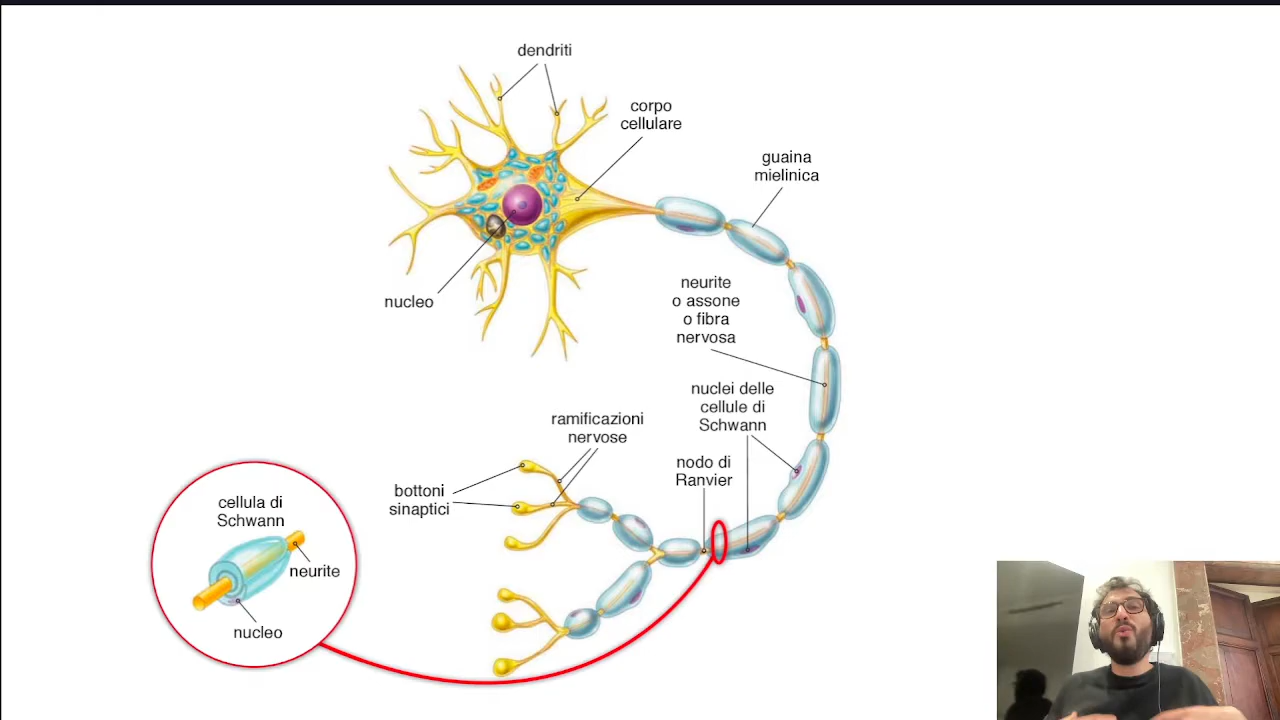 dendriti
corpo
cellulare
guaina
mielinica
nucleo
neurite
o assone
o fibra
nervosa
nuclei delle
cellule di
Schwann
ramificazioni
nervose
nodo di
Ranvier
bottoni
sinaptici
cellula di
Schwann
neurite
nucleo